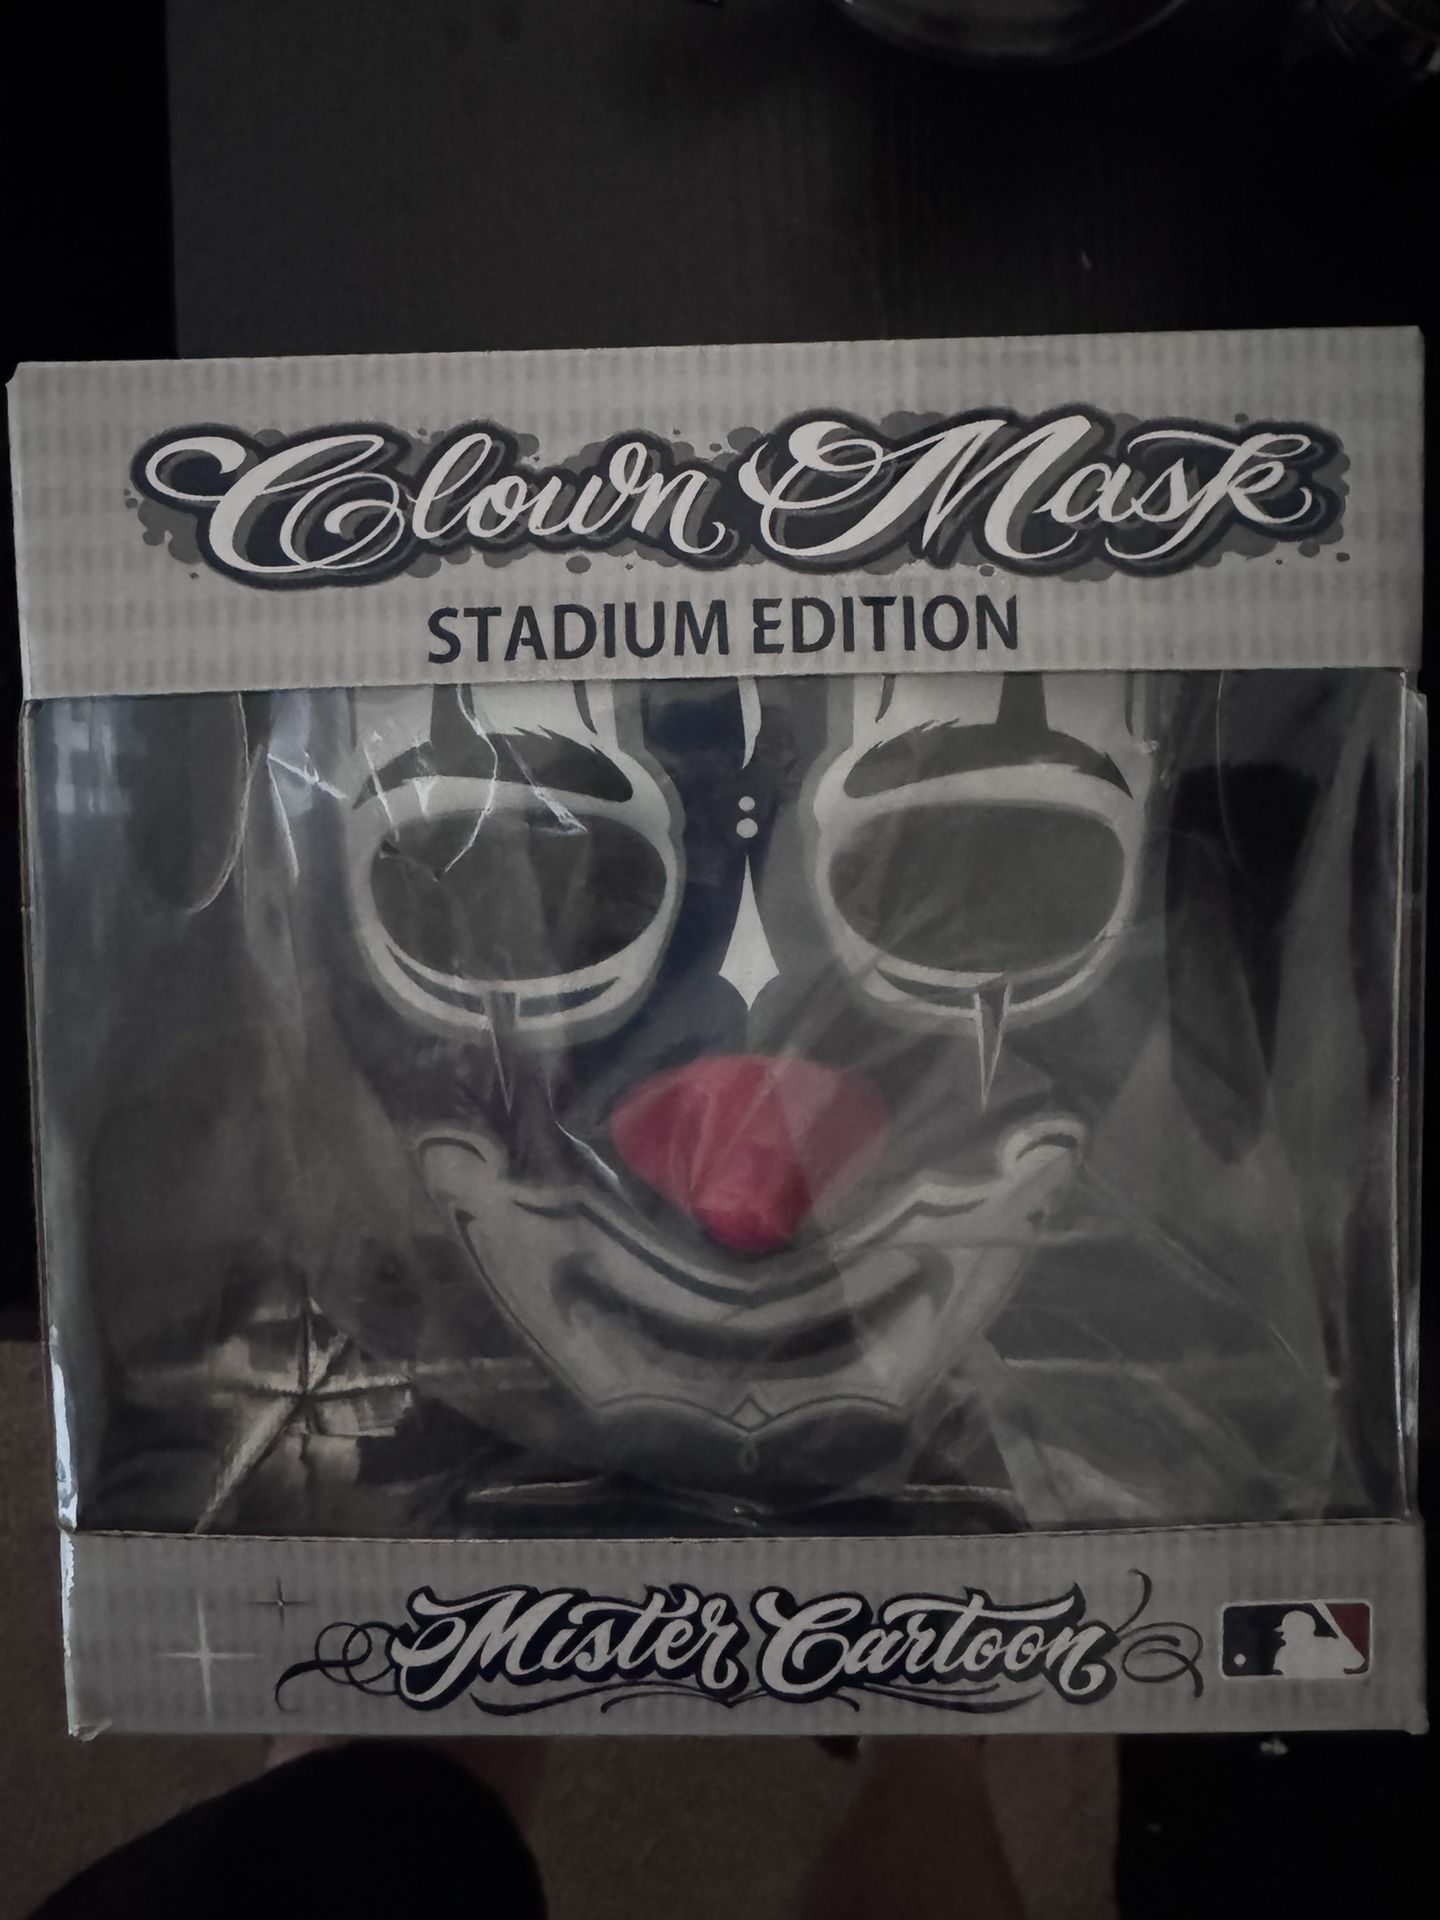 Clown Mask
STADIUM EDITION
Mister Cartoon